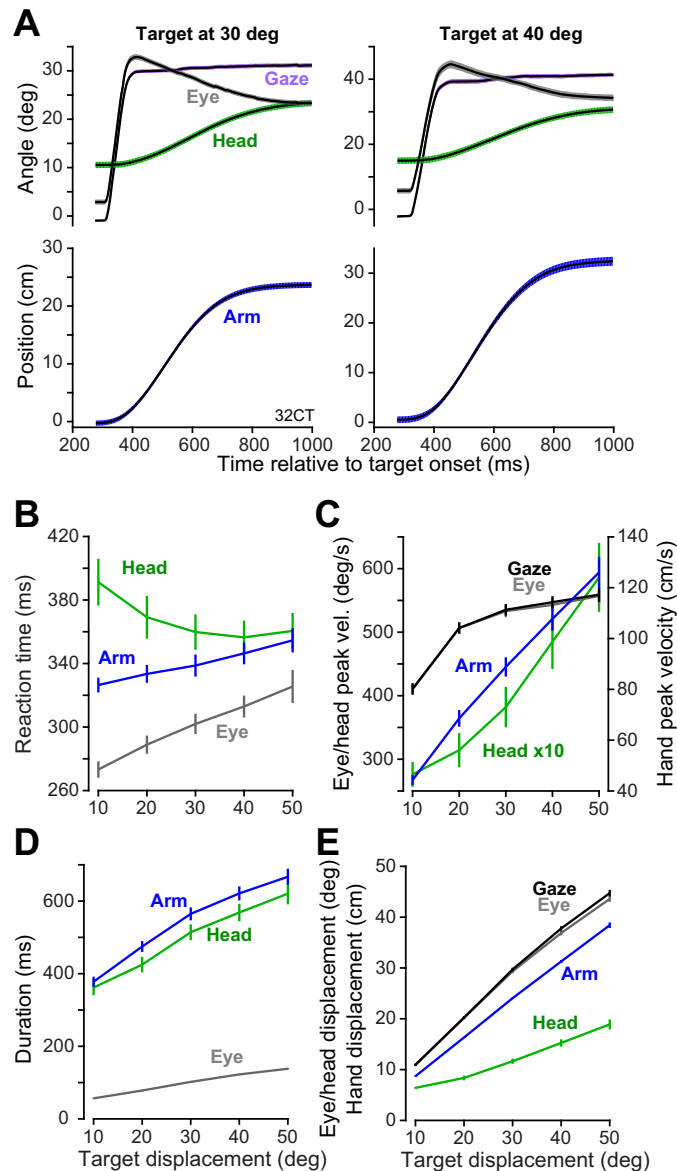 A
Target at 30 deg
Target at 40 deg
Angle (deg)
30
20
10
0
Gaze
Eye
Head
40
30
20
10
0
Position (cm)
30
20
10
0
Arm
32CT
30
20
10
0
200 400 600 800 1000
200 400 600 800 1000
Time relative to target onset (ms)
B
Reaction time (ms)
420
380
340
300
260
Head
Arm
Eye
10 20 30 40 50
C
Eye/head peak vel. (deg/s)
600
550
500
450
400
350
300
Gaze
Eye
Arm
Head x10
140
120
100
80
60
40
Hand peak velocity (cm/s)
10 20 30 40 50
D
Duration (ms)
600
400
200
0
Arm
Head
Eye
10 20 30 40 50
Target displacement (deg)
E
Eye/head displacement (deg)
Hand displacement (cm)
50
40
30
20
10
0
Gaze
Eye
Arm
Head
10 20 30 40 50
Target displacement (deg)